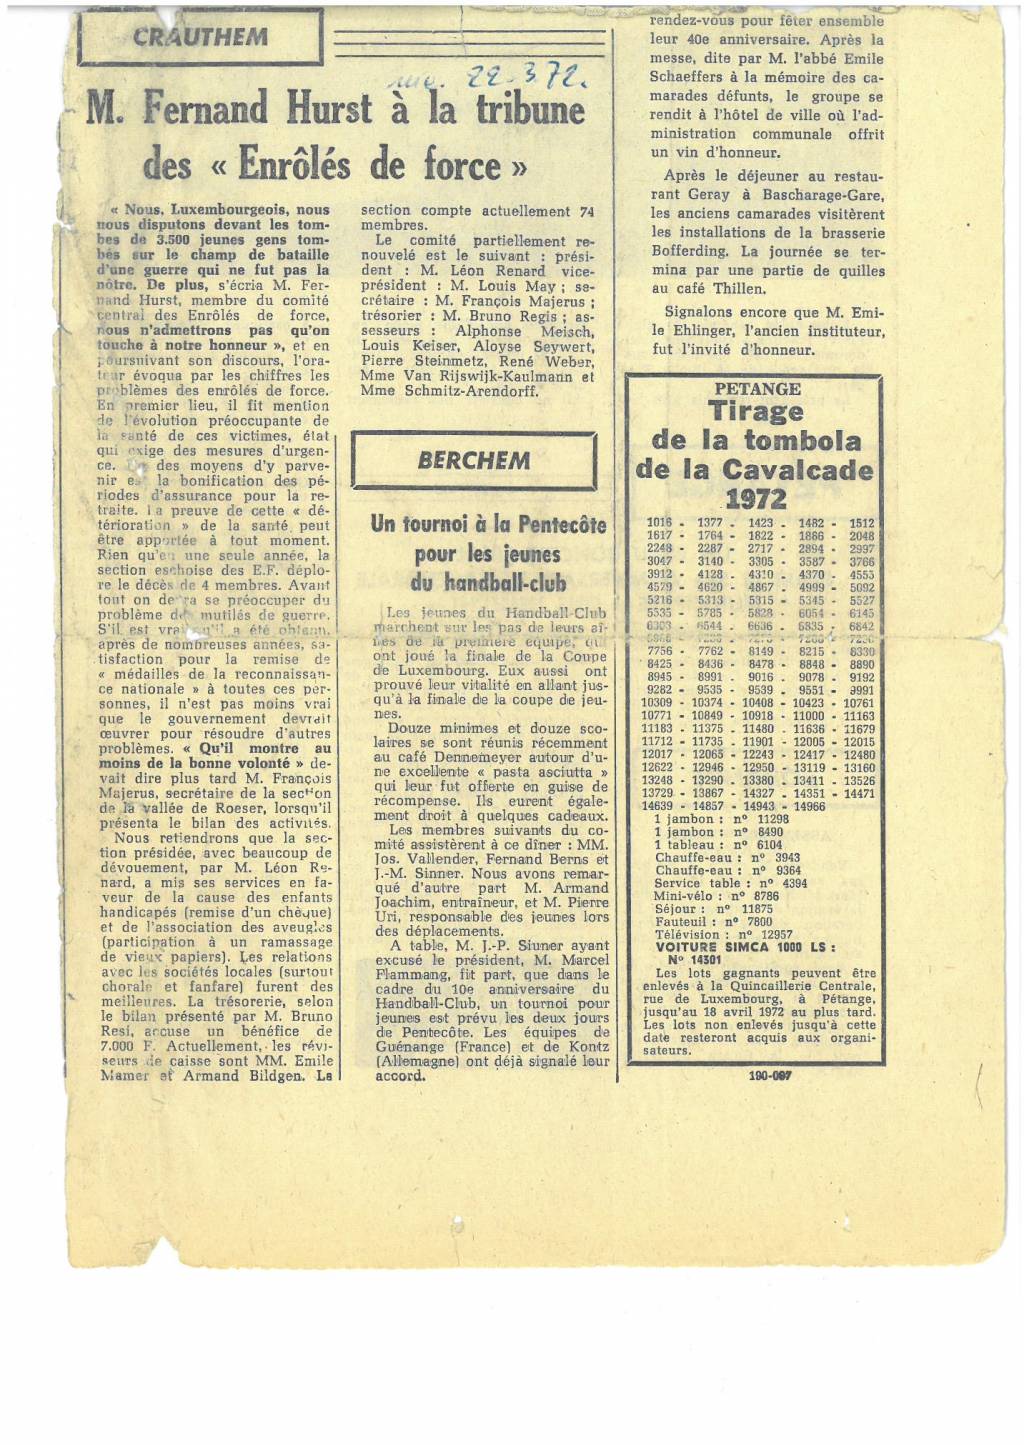 CRAUTHEM
22.3.72.
M. Fernand Hurst à la tribune
des « Enrôlés de force »
« Nous, Luxembourgeois, nous
nous disputons devant les tom-
bes de 3.500 jeunes gens tom-
bés sur le champ de bataille
d'une guerre qui ne fut pas la
nôtre. De plus, s'écria M. Fer-
nand Hurst, membre du comité
central des Enrôlés de force,
nous n'admettrons pas qu'on
touche à notre honneur », et en
poursuivant son discours, l'ora-
teur évoqua par les chiffres les
problèmes des enrôlés de force.
En premier lieu, il fit mention
de l'évolution préoccupante de
la santé de ces victimes, état
qui exige des mesures d'urgen-
ce. des moyens d'y parve-
nir es la bonification des pé-
riodes d'assurance pour la re-
traite. La preuve de cette « dé-
térioration » de la santé peut
être apportée à tout moment.
Rien qu'en une seule année, la
section eschoise des E.F. déplo-
re le décès de 4 membres. Avant
tout on devra se préoccuper du
problème des mutilés de guerre.
S'il est vrai qu'il a été obtenu,
après de nombreuses années, sa-
tisfaction pour la remise de
« médailles de la reconnaissan-
ce nationale » à toutes ces per-
sonnes, il n'est pas moins vrai
que le gouvernement devrait
œuvrer pour résoudre d'autres
problèmes. « Qu'il montre au
moins de la bonne volonté » de-
vait dire plus tard M. François
Majerus, secrétaire de la section
de la vallée de Roeser, lorsqu'il
présenta le bilan des activités.
Nous retiendrons que la sec-
tion présidée, avec beaucoup de
dévouement, par M. Léon Re-
nard, a mis ses services en fa-
veur de la cause des enfants
handicapés (remise d'un chèque)
et de l'association des aveugles
(participation à un ramassage
de vieux papiers). Les relations
avec les sociétés locales (surtout
chorale et fanfare) furent des
meilleures. La trésorerie, selon
le bilan présenté par M. Bruno
Resi, accuse un bénéfice de
7.000 F. Actuellement, les révi-
seurs de caisse sont MM. Emile
Mamer et Armand Bildgen. La
section compte actuellement 74
membres.
Le comité partiellement re-
nouvelé est le suivant : prési-
dent : M. Léon Renard vice-
président : M. Louis May ; se-
crétaire : M. François Majerus ;
trésorier : M. Bruno Regis ; as-
sesseurs : Alphonse Meisch,
Louis Keiser, Aloyse Seywert,
Pierre Steinmetz, René Weber,
Mme Van Rijswijk-Kaulmann et
Mme Schmitz-Arendorff.
BERCHEM
Un tournoi à la Pentecôte
pour les jeunes
du handball-club
Les jeunes du Handball-Club
marchent sur les pas de leurs aî-
nés de la première équipe, qui
ont joué la finale de la Coupe
de Luxembourg. Eux aussi ont
prouvé leur vitalité en allant jus-
qu'à la finale de la coupe de jeu-
nes.
Douze minimes et douze sco-
laires se sont réunis récemment
au café Dennemeyer autour d'u-
ne excellente « pasta asciutta »
qui leur fut offerte en guise de
récompense. Ils eurent égale-
ment droit à quelques cadeaux.
Les membres suivants du co-
mité assistèrent à ce dîner : MM.
Jos. Vallender, Fernand Berns et
J.-M. Sinner. Nous avons remar-
qué d'autre part M. Armand
Joachim, entraîneur, et M. Pierre
Uri, responsable des jeunes lors
des déplacements.
A table, M. J.-P. Siuner ayant
excusé le président, M. Marcel
Flammang, fit part, que dans le
cadre du 10e anniversaire du
Handball-Club, un tournoi pour
jeunes est prévu les deux jours
de Pentecôte. Les équipes de
Guénange (France) et de Kontz
(Allemagne) ont déjà signalé leur
accord.
rendez-vous pour fêter ensemble
leur 40e anniversaire. Après la
messe, dite par M. l'abbé Emile
Schaeffers à la mémoire des ca-
marades défunts, le groupe se
rendit à l'hôtel de ville où l'ad-
ministration communale offrit
un vin d'honneur.
Après le déjeuner au restau-
rant Geray à Bascharage-Gare,
les anciens camarades visitèrent
les installations de la brasserie
Bofferding. La journée se ter-
mina par une partie de quilles
au café Thillen.
Signalons encore que M. Emi-
le Ehlinger, l'ancien instituteur,
fut l'invité d'honneur.
PETANGE
Tirage
de la tombola
de la Cavalcade
1972
1016 - 1377 - 1423 - 1482 - 1512
1617 - 1764 - 1822 - 1866 - 2048
2248 - 2287 - 2717 - 2894 - 2997
3047 - 3140 - 3305 - 3587 - 3766
3912 - 4128 - 4310 - 4370 - 4555
4579 - 4620 - 4867 - 4999 - 5092
5216 - 5313 - 5315 - 5345 - 5527
5535 - 5785 - 5828 - 6054 - 6145
6303 - 6544 - 6636 - 6835 - 6842
7756 - 7762 - 8149 - 8215 - 8330
8425 - 8436 - 8478 - 8848 - 8890
8945 - 8991 - 9016 - 9078 - 9192
9282 - 9535 - 9539 - 9551 - 9991
10309 - 10374 - 10408 - 10423 - 10761
10771 - 10849 - 10918 - 11000 - 11163
11183 - 11375 - 11480 - 11636 - 11679
11712 - 11735 - 11901 - 12005 - 12015
12017 - 12065 - 12243 - 12417 - 12480
12622 - 12946 - 12950 - 13119 - 13160
13248 - 13290 - 13380 - 13411 - 13526
13729 - 13867 - 14327 - 14351 - 14471
14639 - 14857 - 14943 - 14966
1 jambon : n° 11298
1 jambon : n° 8490
1 tableau : n° 6104
Chauffe-eau : n° 3943
Chauffe-eau : n° 9364
Service table : n° 4394
Mini-vélo : n° 8786
Séjour : n° 11875
Fauteuil : n° 7800
Télévision : n° 12957
VOITURE SIMCA 1000 LS :
N° 14301
Les lots gagnants peuvent être
enlevés à la Quincaillerie Centrale,
rue de Luxembourg, à Pétange,
jusqu'au 18 avril 1972 au plus tard.
Les lots non enlevés jusqu'à cette
date resteront acquis aux organi-
sateurs.
190-097